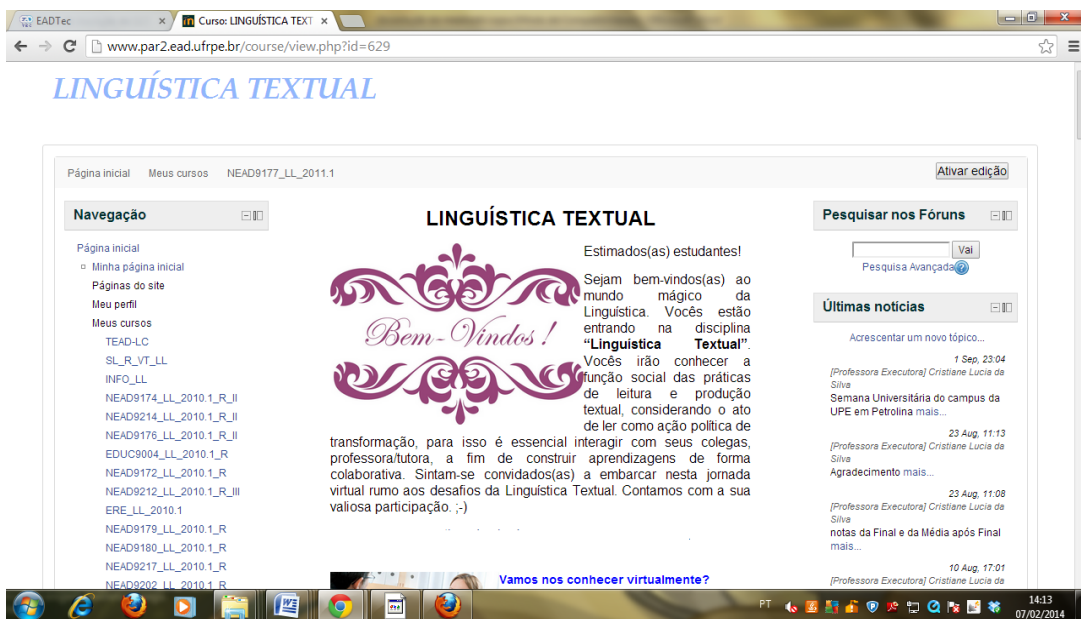 EADTec
Curso: LINGUÍSTICA TEXT
www.par2.ead.ufrpe.br/course/view.php?id=629
LINGUÍSTICA TEXTUAL
Página inicial Meus cursos NEAD9177_LL_2011.1
Ativar edição
Navegação
Página inicial
Minha página inicial
Páginas do site
Meu perfil
Meus cursos
TEAD-LC
SL_R_VT_LL
INFO_LL
NEAD9174_LL_2010.1_R_II
NEAD9214_LL_2010.1_R_II
NEAD9176_LL_2010.1_R_II
EDUC9004_LL_2010.1_R
NEAD9172_LL_2010.1_R
NEAD9212_LL_2010.1_R_III
ERE_LL_2010.1
NEAD9179_LL_2010.1_R
NEAD9180_LL_2010.1_R
NEAD9217_LL_2010.1_R
NEAD9202_LL_2010.1_R
LINGUÍSTICA TEXTUAL
Bem-Vindos!
Estimados(as) estudantes!
Sejam bem-vindos(as) ao
mundo mágico da
Linguística. Vocês estão
entrando na disciplina
“Linguística Textual”.
Vocês irão conhecer a
função social das práticas
de leitura e produção
textual, considerando o ato
de ler como ação política de
transformação, para isso é essencial interagir com seus colegas,
professora/tutora, a fim de construir aprendizagens de forma
colaborativa. Sintam-se convidados(as) a embarcar nesta jornada
virtual rumo aos desafios da Linguística Textual. Contamos com a sua
valiosa participação. ;-)
Vamos nos conhecer virtualmente?
Pesquisar nos Fóruns
Vai
Pesquisa Avançada
Últimas notícias
Acrescentar um novo tópico...
1 Sep, 23:04
[Professora Executora] Cristiane Lucia da
Silva
Semana Universitária do campus da
UPE em Petrolina mais...
23 Aug, 11:13
[Professora Executora] Cristiane Lucia da
Silva
Agradecimento mais...
23 Aug, 11:08
[Professora Executora] Cristiane Lucia da
Silva
notas da Final e da Média após Final
mais...
10 Aug, 17:01
[Professora Executora] Cristiane Lucia da
PT
14:13
07/02/2014